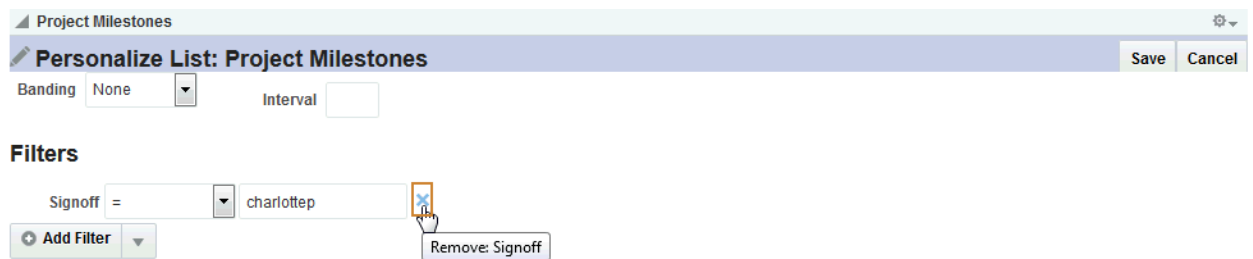 Project Milestones
Personalize List: Project Milestones Save Cancel
Banding None Interval
Filters
Signoff = charlottep
Add Filter
Remove: Signoff